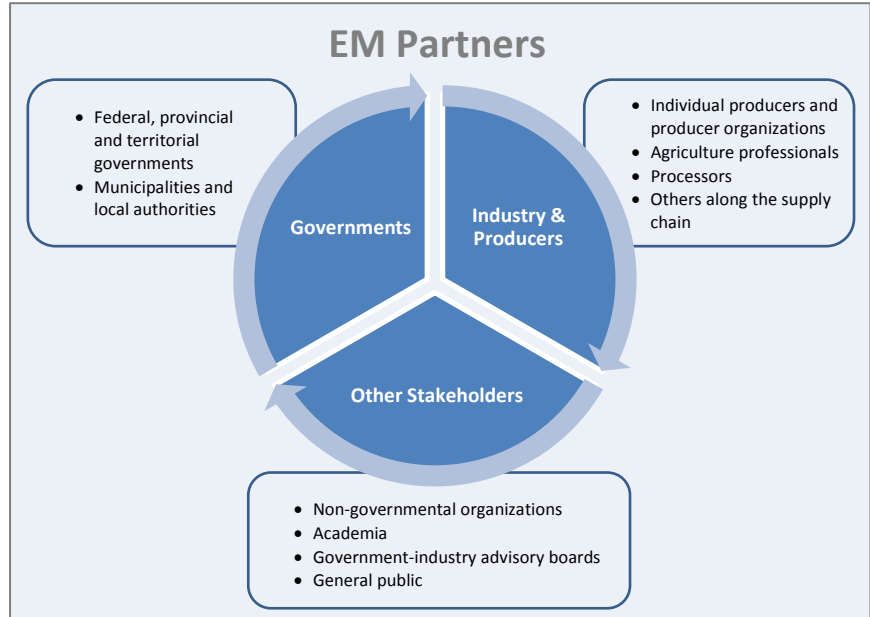 EM Partners
• Federal, provincial
and territorial
governments
• Municipalities and
local authorities
• Individual producers and
producer organizations
• Agriculture professionals
• Processors
• Others along the supply
chain
Governments
Industry &
Producers
Other Stakeholders
• Non-governmental organizations
• Academia
• Government-industry advisory boards
• General public